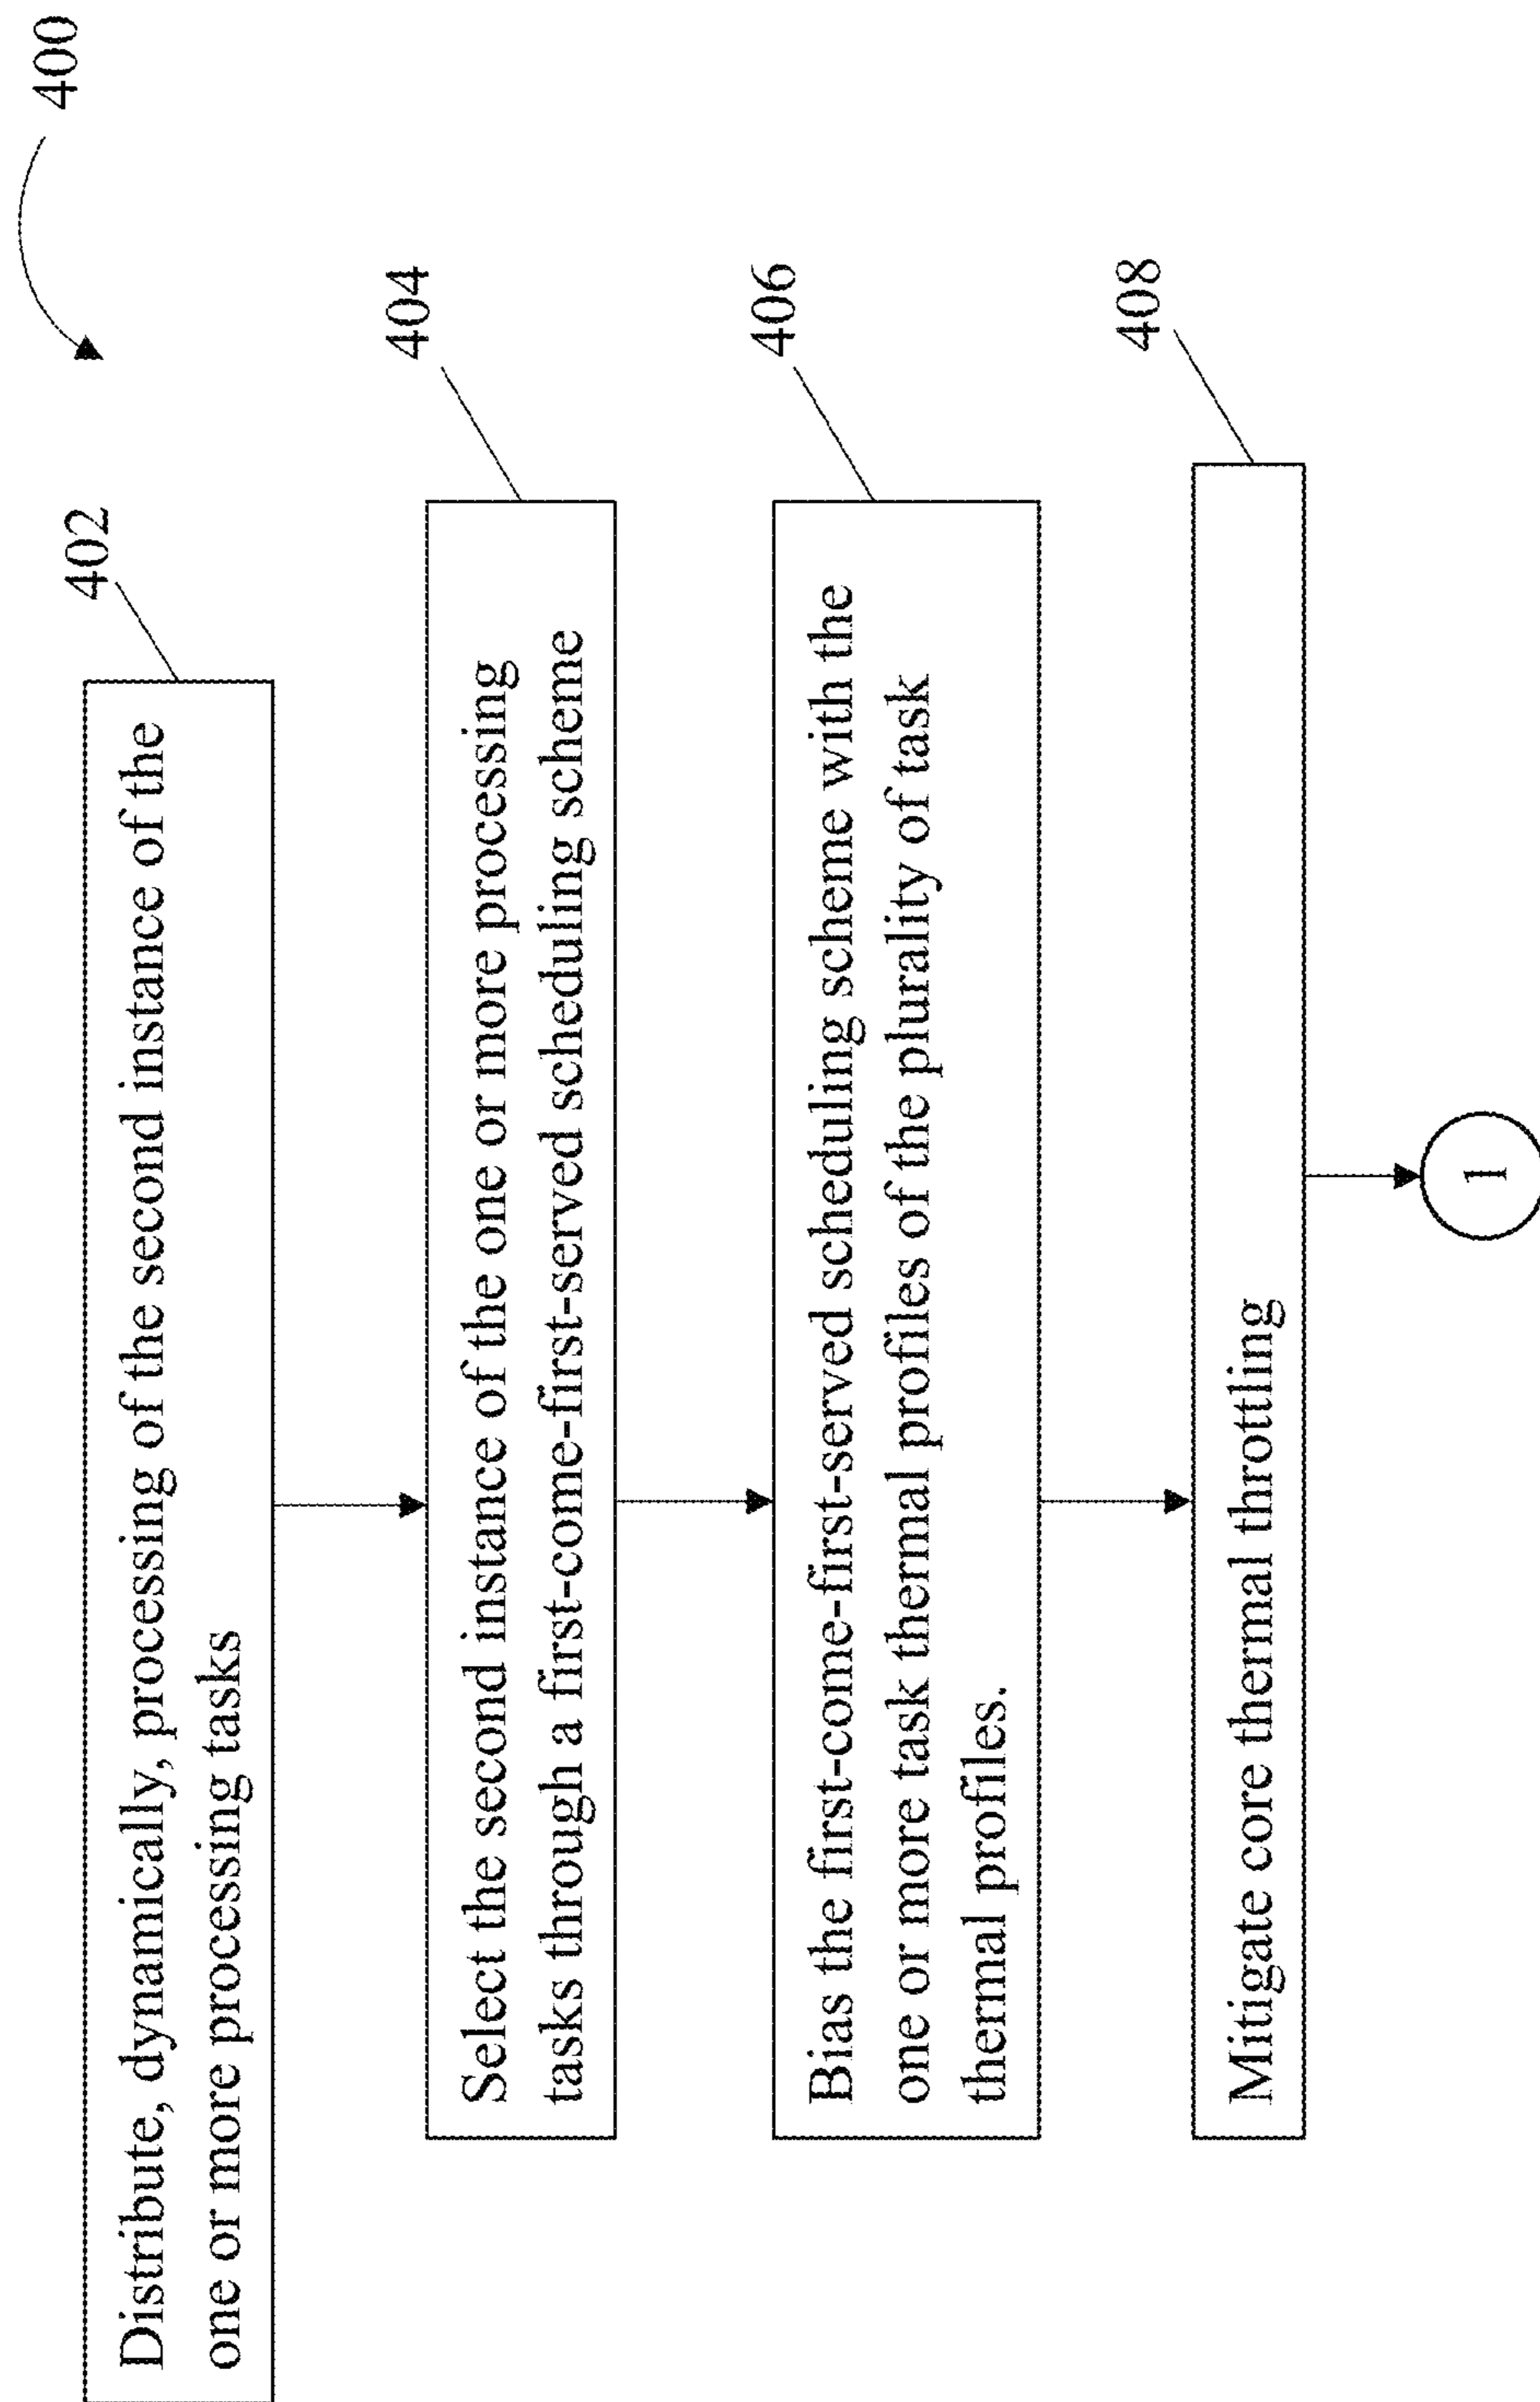 400
402
Distribute, dynamically, processing of the second instance of the
one or more processing tasks
404
Select the second instance of the one or more processing
tasks through a first-come-first-served scheduling scheme
406
Bias the first-come-first-served scheduling scheme with the
one or more task thermal profiles of the plurality of task
thermal profiles.
408
Mitigate core thermal throttling
1